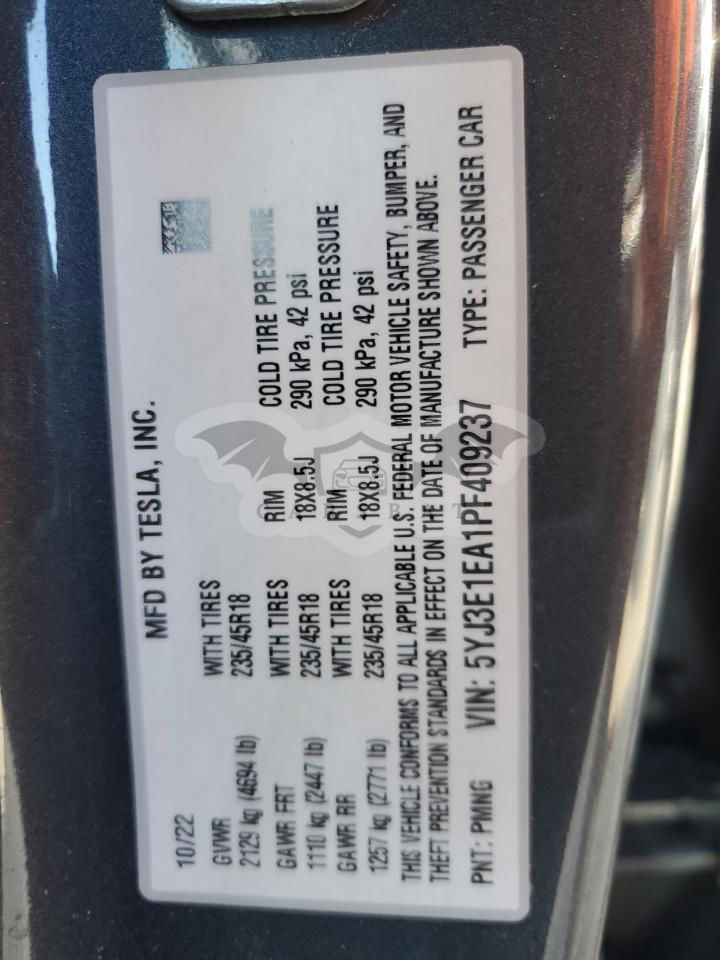 MFD BY TESLA, INC.
10/22
GVWR WITH TIRES
2129 kg (4694 lb) 235/45R18
GAWR FRT WITH TIRES RIM COLD TIRE PRESSURE
1110 kg (2447 lb) 235/45R18 18X8.5J 290 kPa, 42 psi
GAWR RR WITH TIRES RIM COLD TIRE PRESSURE
1257 kg (2771 lb) 235/45R18 18X8.5J 290 kPa, 42 psi
THIS VEHICLE CONFORMS TO ALL APPLICABLE U.S. FEDERAL MOTOR VEHICLE SAFETY, BUMPER, AND
THEFT PREVENTION STANDARDS IN EFFECT ON THE DATE OF MANUFACTURE SHOWN ABOVE.
PNT: PMNG VIN: 5YJ3E1EA1PF409237 TYPE: PASSENGER CAR